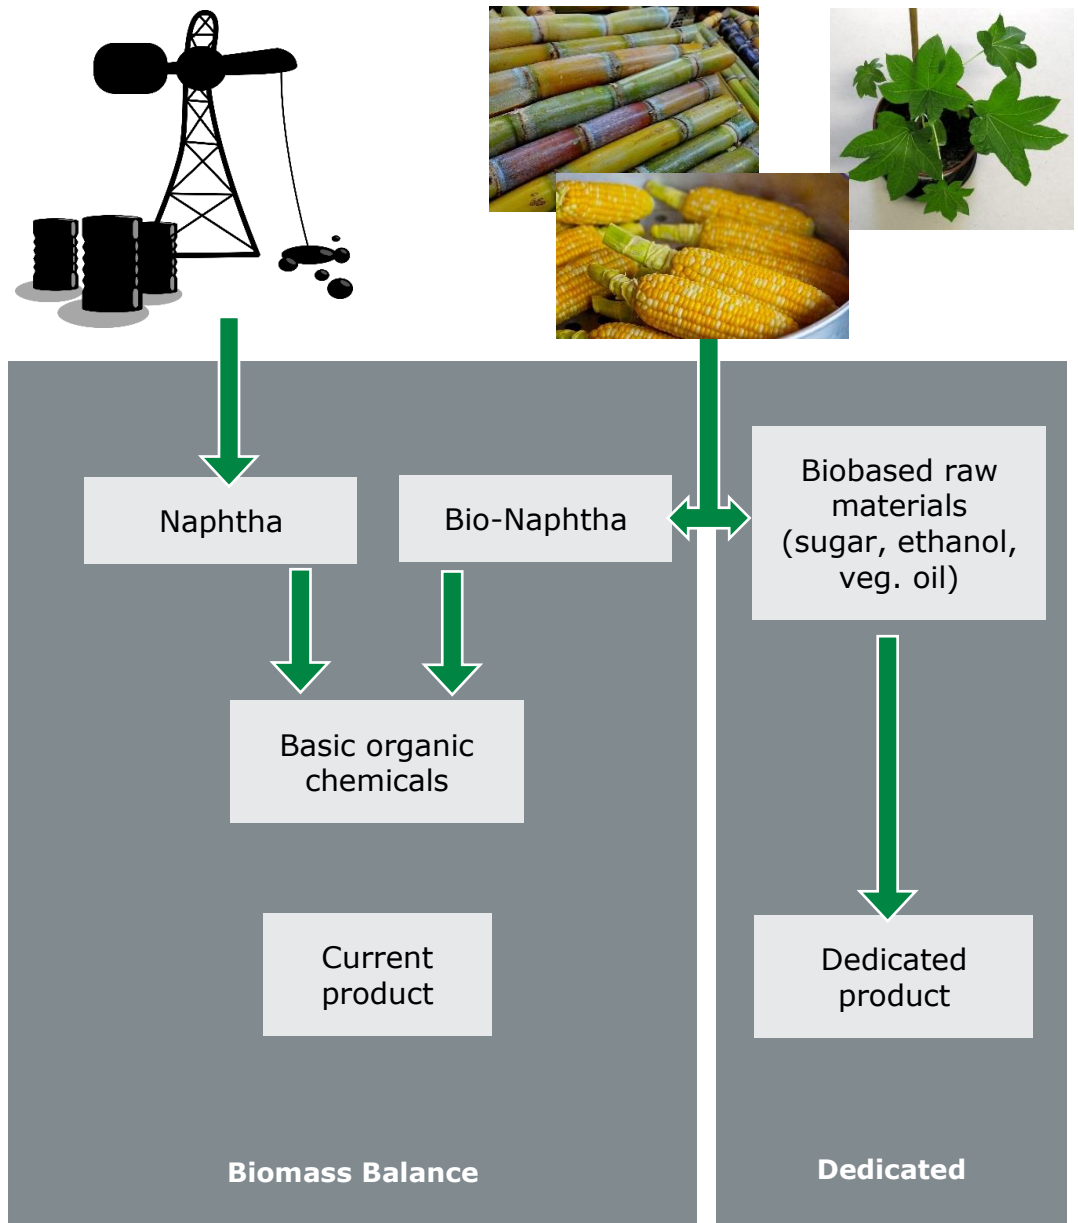 Naphtha
Bio-Naphtha
Biobased raw
materials
(sugar, ethanol,
veg. oil)
Basic organic
chemicals
Current
product
Dedicated
product
Biomass Balance
Dedicated